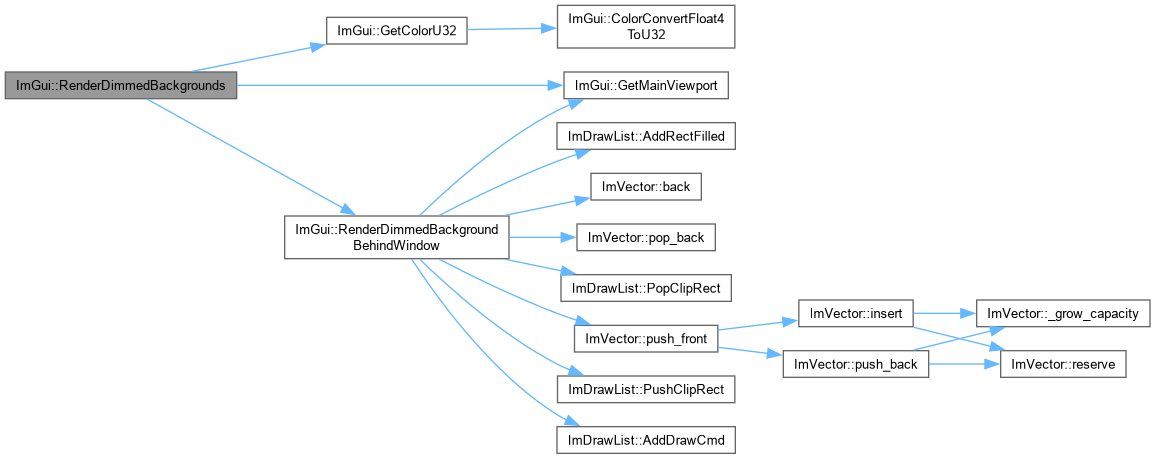 ImGui::RenderDimmedBackgrounds
ImGui::GetColorU32
ImGui::ColorConvertFloat4
ToU32
ImGui::GetMainViewport
ImGui::RenderDimmedBackground
BehindWindow
ImDrawList::AddRectFilled
ImVector::back
ImVector::pop_back
ImDrawList::PopClipRect
ImVector::push_front
ImVector::insert
ImVector::_grow_capacity
ImVector::push_back
ImVector::reserve
ImDrawList::PushClipRect
ImDrawList::AddDrawCmd